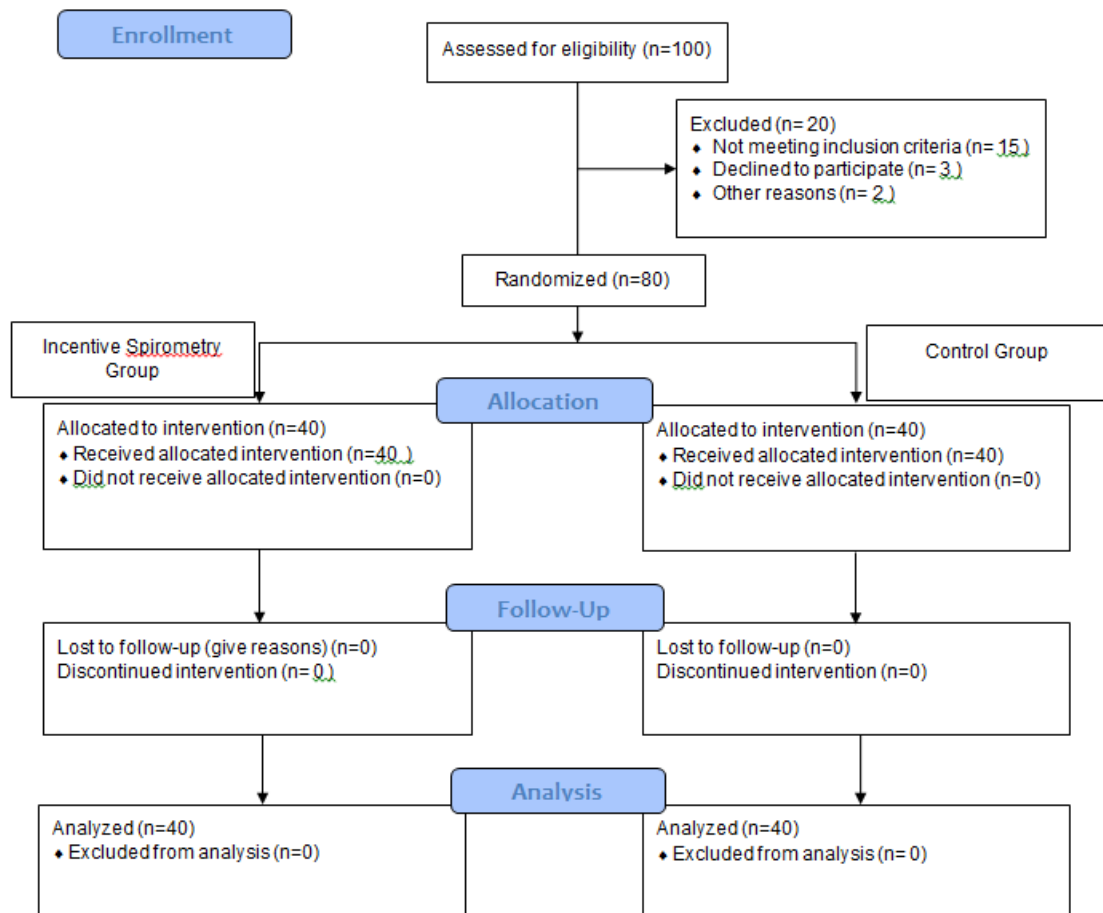 Enrollment
Assessed for eligibility (n=100)
Excluded (n= 20)
⬧ Not meeting inclusion criteria (n= 15 )
⬧ Declined to participate (n= 3 )
⬧ Other reasons (n= 2 )
Randomized (n=80)
Incentive Spirometry
Group
Control Group
Allocation
Allocated to intervention (n=40)
⬧ Received allocated intervention (n=40 )
⬧ Did not receive allocated intervention (n=0)
Allocated to intervention (n=40)
⬧ Received allocated intervention (n=40)
⬧ Did not receive allocated intervention (n=0)
Follow-Up
Lost to follow-up (give reasons) (n=0)
Discontinued intervention (n= 0 )
Lost to follow-up (n=0)
Discontinued intervention (n=0)
Analysis
Analyzed (n=40)
⬧ Excluded from analysis (n=0)
Analyzed (n=40)
⬧ Excluded from analysis (n= 0)